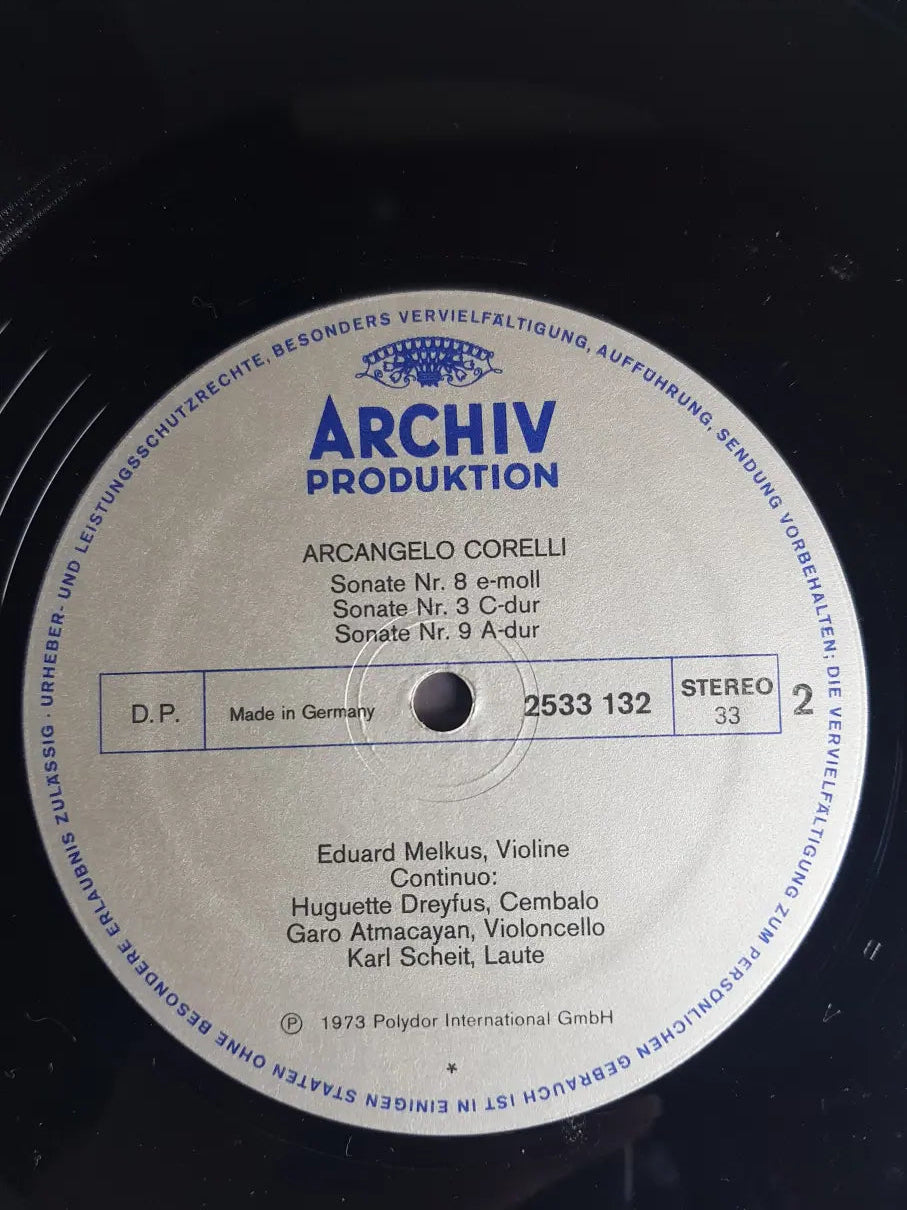 URHEBER- UND LEISTUNGSSCHUTZRECHTE, BESONDERS VERVIELFÄLTIGUNG, AUFFÜHRUNG, SENDUNG VORBEHALTEN; DIE VERVIELFÄLTIGUNG ZUM PERSÖNLICHEN GEBRAUCH IST IN EINIGEN STAATEN OHNE BESONDERE ERLAUBNIS ZULÄSSIG ·
ARCHIV
PRODUKTION
ARCANGELO CORELLI
Sonate Nr. 8 e-moll
Sonate Nr. 3 C-dur
Sonate Nr. 9 A-dur
D.P. Made in Germany 2533 132 STEREO 2
33
Eduard Melkus, Violine
Continuo:
Huguette Dreyfus, Cembalo
Garo Atmacayan, Violoncello
Karl Scheit, Laute
Ⓟ 1973 Polydor International GmbH
*